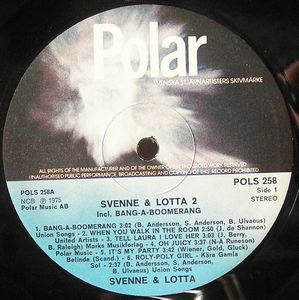 Polar
SVENSKA STJÄRNARTISTERS SKIVMÄRKE
ALL RIGHTS OF THE MANUFACTURER AND OF THE OWNER OF THE RECORDED WORK RESERVED
UNAUTHORISED PUBLIC PERFORMANCE, BROADCASTING AND COPYING OF THIS RECORD PROHIBITED
POLS 258A
NCB Ⓟ 1975
Polar Music AB
POLS 258
Side 1
STEREO
SVENNE & LOTTA 2
Incl. BANG-A-BOOMERANG
1. BANG-A-BOOMERANG 3:02 (B. Andersson, S. Anderson, B. Ulvaeus)
Union Songs - 2. WHEN YOU WALK IN THE ROOM 2:50 (J. de Shannon)
United Artists - 3. TELL LAURA I LOVE HER 3:03 (J. Barry,
B. Raleigh) Mørks Musikforlag - 4. OH JUICY 3:37 (N-A Runeson)
Polar Music - 5. IT'S MY PARTY 3:42 (Wiener, Gold, Gluck)
Belinda (Scand.) - 6. ROLY-POLY GIRL - Kära Gamla
Sol - 2:37 (B. Andersson, S. Anderson,
B. Ulvaeus) Union Songs
SVENNE & LOTTA